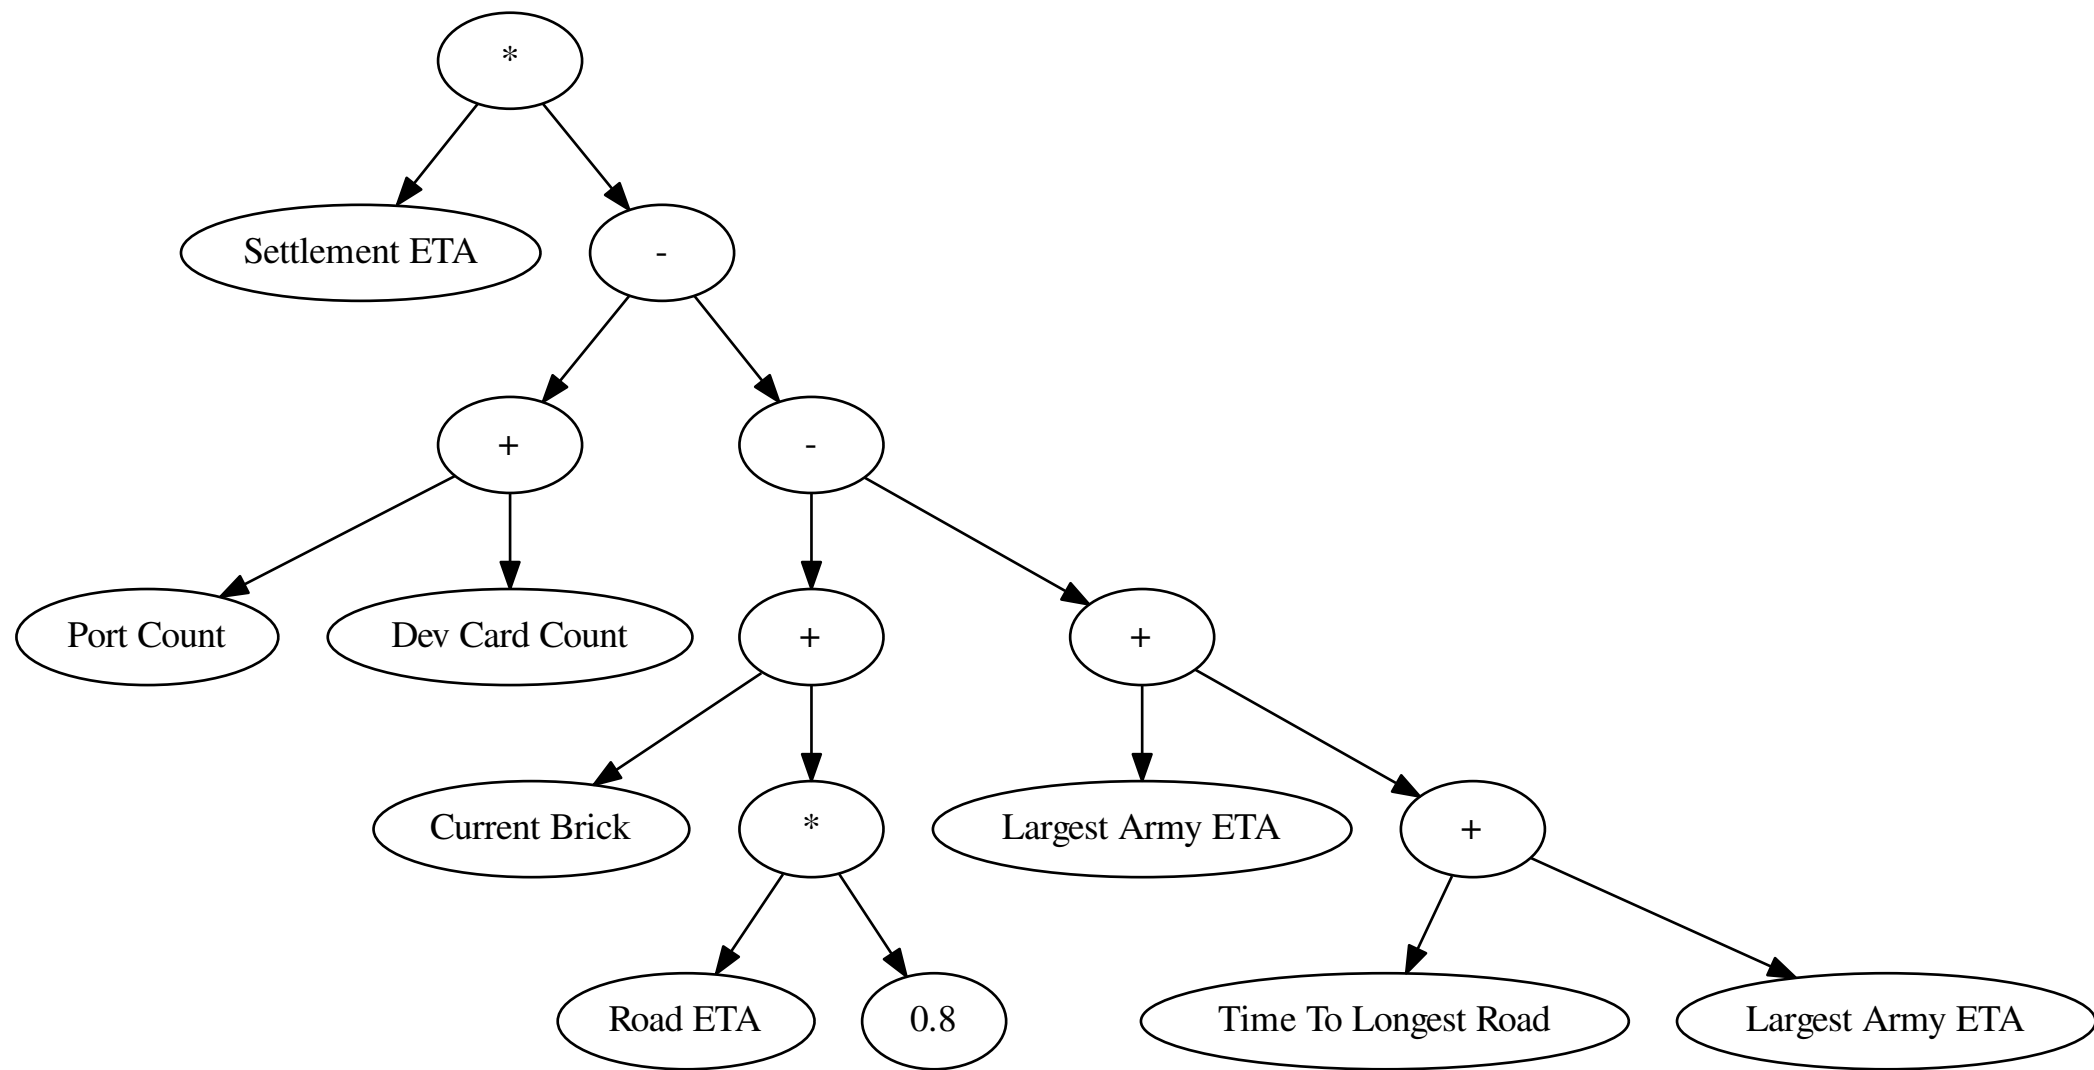 *
Settlement ETA
-
+
-
Port Count
Dev Card Count
+
+
Current Brick
*
Largest Army ETA
+
Road ETA
0.8
Time To Longest Road
Largest Army ETA